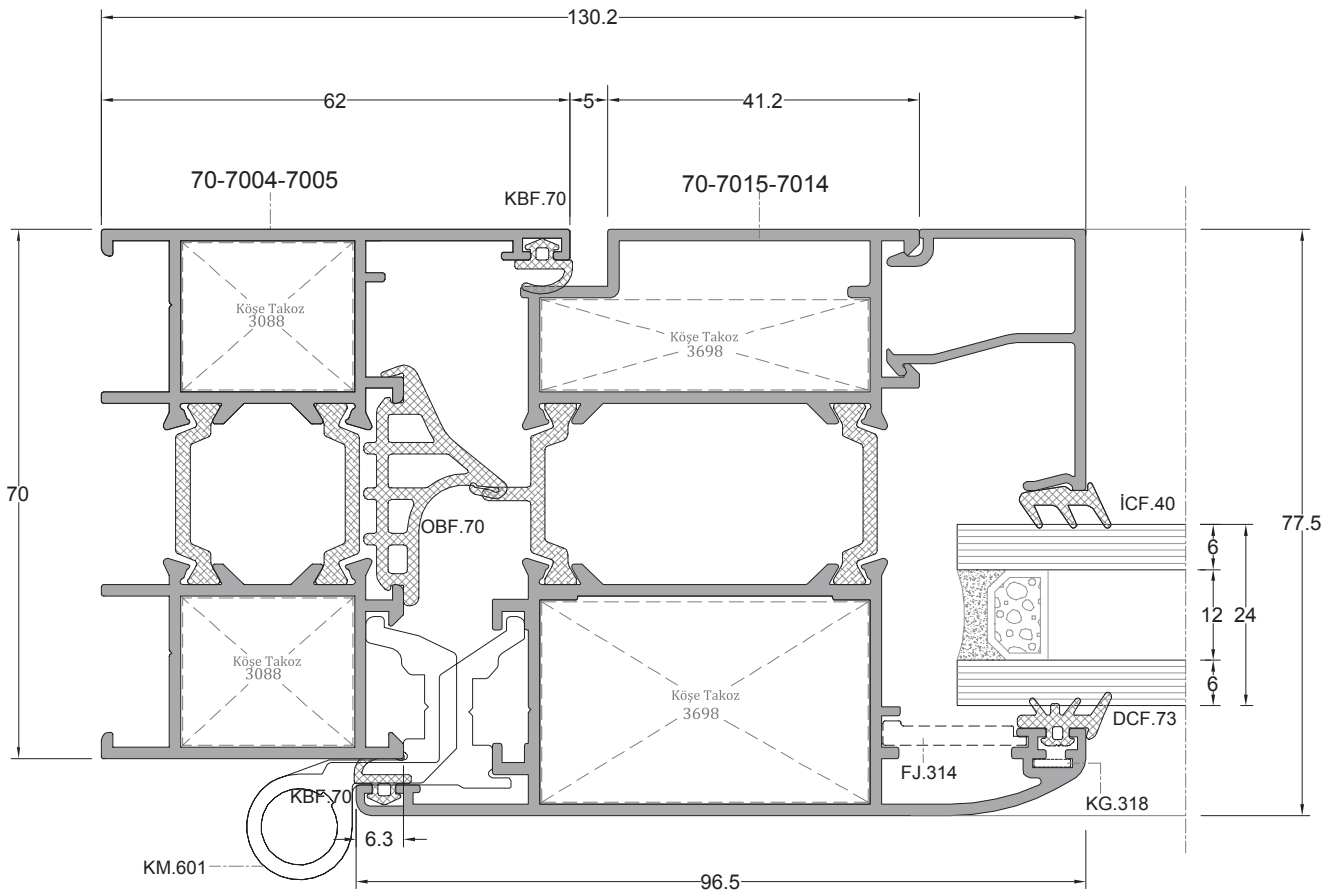 130.2
62
5
41.2
70-7004-7005
KBF.70
70-7015-7014
Köşe Takoz
3088
Köşe Takoz
3698
70
OBF.70
İCF.40
77.5
6
12
24
6
Köşe Takoz
3088
Köşe Takoz
3698
DCF.73
FJ.314
KBF.70
KG.318
6.3
KM.601
96.5